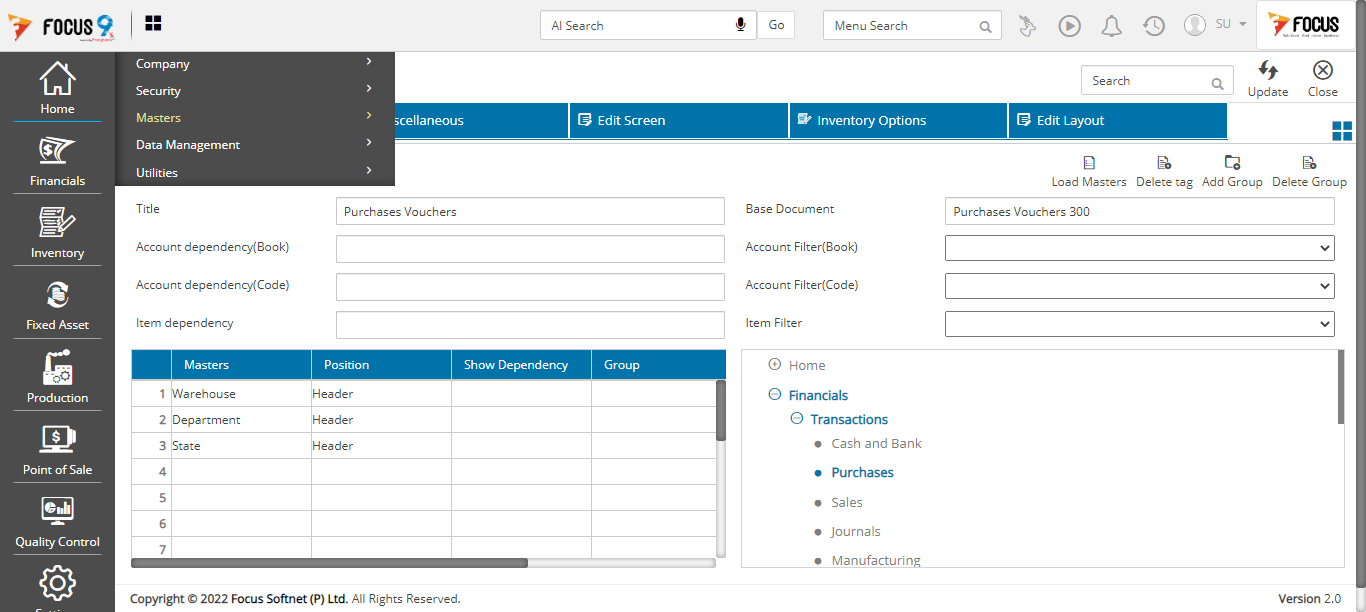 FOCUS 9
AI Search
Go
Menu Search
SU
FOCUS
Home
Financials
Inventory
Fixed Asset
Production
Point of Sale
Quality Control
Company
Security
Masters
Data Management
Utilities
Search
Update
Close
scellaneous
Edit Screen
Inventory Options
Edit Layout
Load Masters
Delete tag
Add Group
Delete Group
Title
Purchases Vouchers
Base Document
Purchases Vouchers 300
Account dependency(Book)
Account Filter(Book)
Account dependency(Code)
Account Filter(Code)
Item dependency
Item Filter
Masters Position Show Dependency Group
1 Warehouse Header
2 Department Header
3 State Header
4
5
6
7
Home
Financials
Transactions
Cash and Bank
Purchases
Sales
Journals
Manufacturing
Copyright © 2022 Focus Softnet (P) Ltd. All Rights Reserved.
Version 2.0